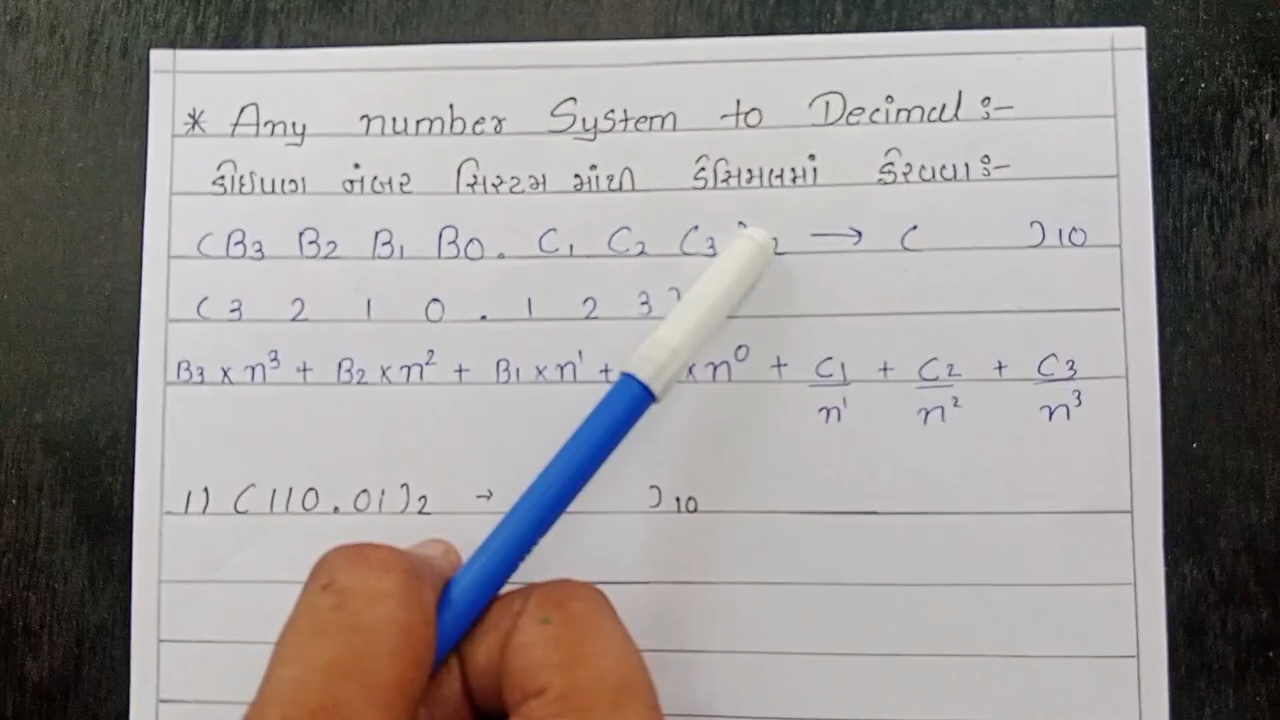 * Any number System to Decimal :-
કોઈપણ નંબર સિસ્ટમ માંથી ડેસિમલમાં ફેરવવા :-
(B3 B2 B1 B0 . C1 C2 C3 )2 → ( )10
(3 2 1 0 . 1 2 3)
B3 × n³ + B2 × n² + B1 × n¹ + × n⁰ + C1/n¹ + C2/n² + C3/n³
1) (110.01)2 → )10